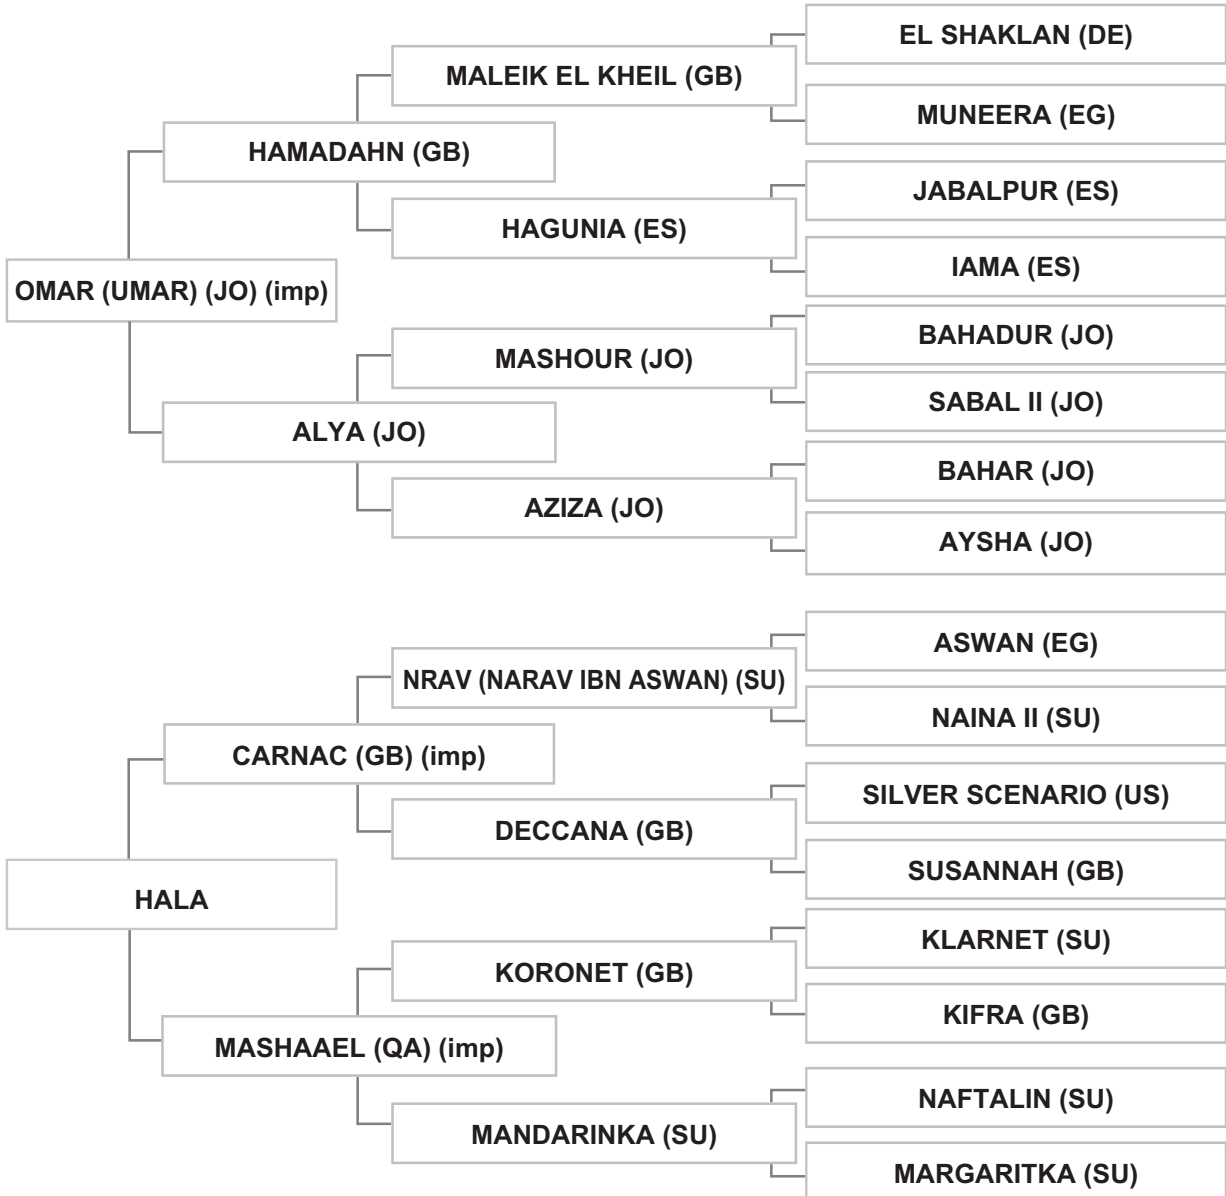 EL SHAKLAN (DE)
MALEIK EL KHEIL (GB)
MUNEERA (EG)
HAMADAHN (GB)
JABALPUR (ES)
HAGUNIA (ES)
IAMA (ES)
OMAR (UMAR) (JO) (imp)
BAHADUR (JO)
MASHOUR (JO)
SABAL II (JO)
ALYA (JO)
BAHAR (JO)
AZIZA (JO)
AYSHA (JO)
ASWAN (EG)
NRAV (NARAV IBN ASWAN) (SU)
NAINA II (SU)
CARNAC (GB) (imp)
SILVER SCENARIO (US)
DECCANA (GB)
SUSANNAH (GB)
HALA
KLARNET (SU)
KORONET (GB)
KIFRA (GB)
MASHAAEL (QA) (imp)
NAFTALIN (SU)
MANDARINKA (SU)
MARGARITKA (SU)